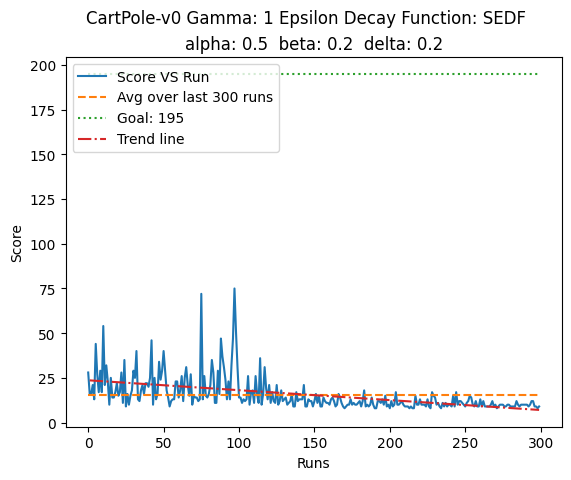 CartPole-v0 Gamma: 1 Epsilon Decay Function: SEDF
alpha: 0.5 beta: 0.2 delta: 0.2
Score VS Run
Avg over last 300 runs
Goal: 195
Trend line
200
175
150
125
100
75
50
25
0
Score
0 50 100 150 200 250 300
Runs